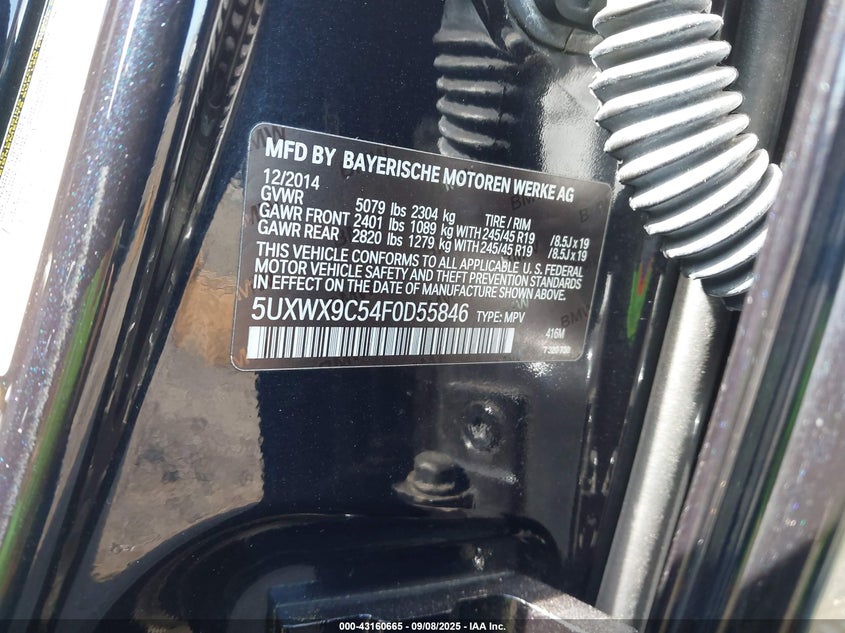 MFD BY BAYERISCHE MOTOREN WERKE AG
12/2014
GVWR 5079 lbs 2304 kg TIRE / RIM
GAWR FRONT 2401 lbs 1089 kg WITH 245/45 R19 /8.5J x 19
GAWR REAR 2820 lbs 1279 kg WITH 245/45 R19 /8.5J x 19
THIS VEHICLE CONFORMS TO ALL APPLICABLE U.S. FEDERAL
MOTOR VEHICLE SAFETY AND THEFT PREVENTION STANDARDS
IN EFFECT ON THE DATE OF MANUFACTURE SHOWN ABOVE.
5UXWX9C54F0D55846 TYPE: MPV
416M
000-43160665 - 09/08/2025 - IAA Inc.